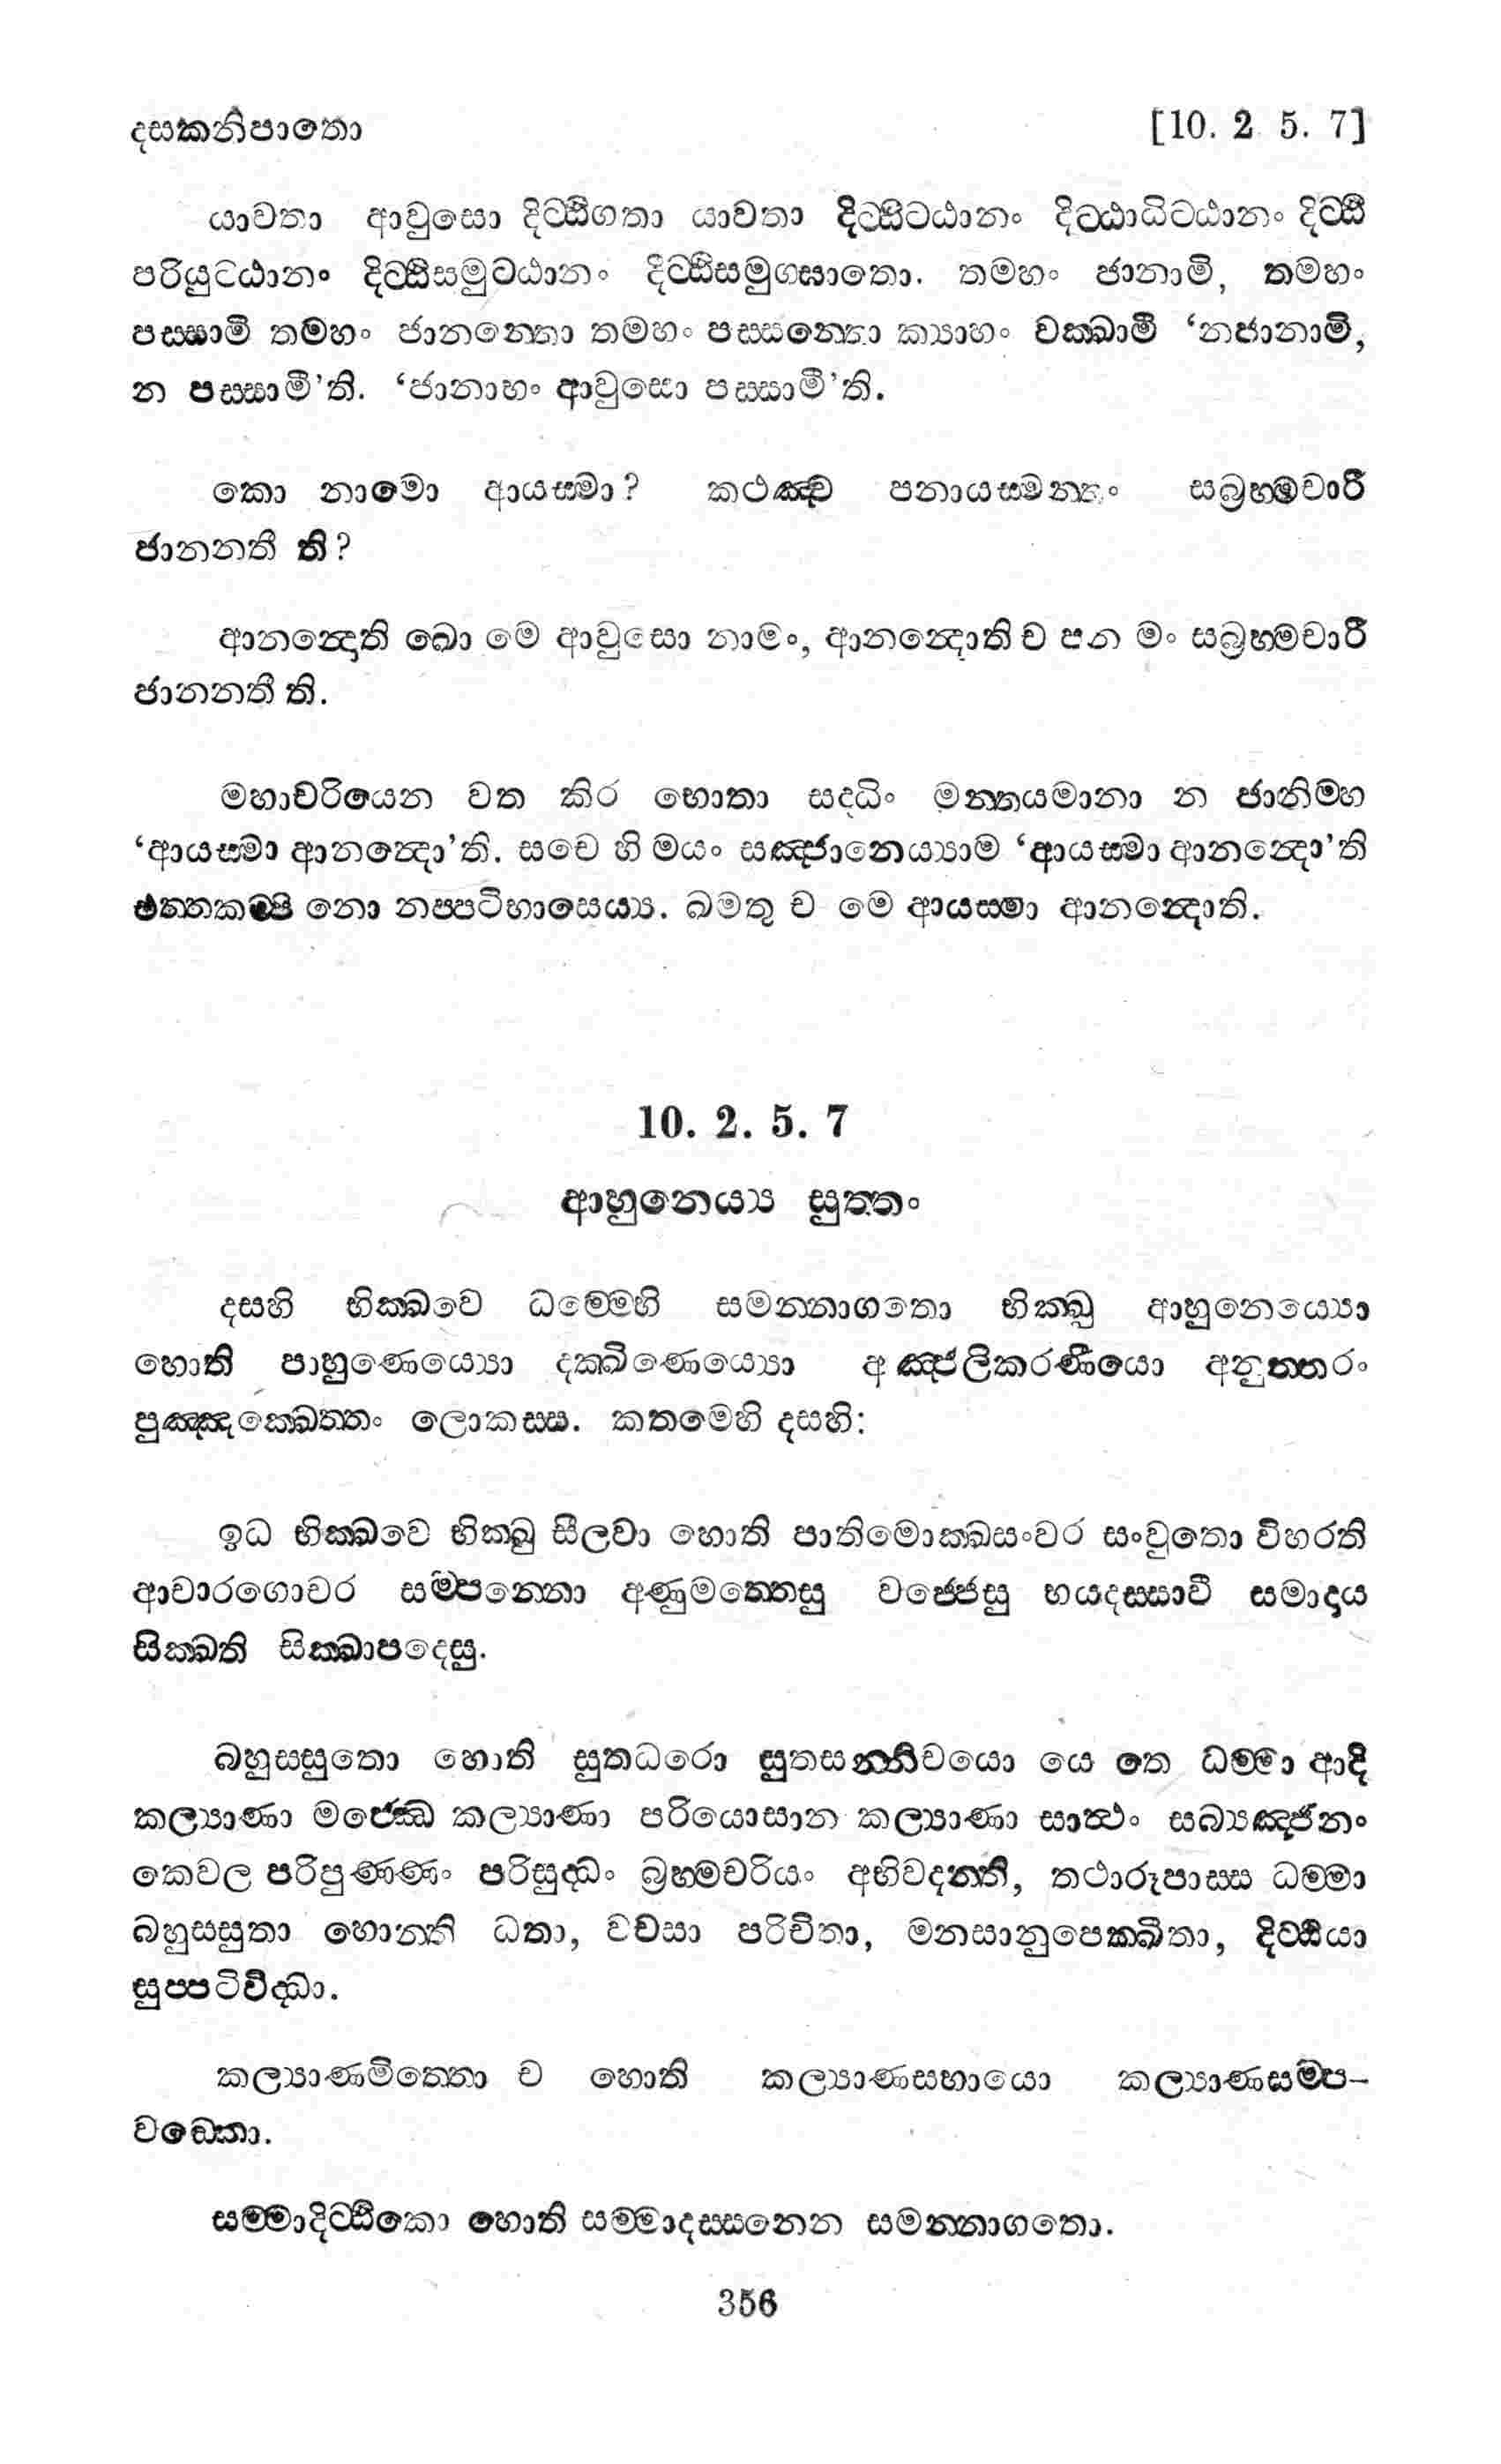 දසකනිපාතො [10. 2 5. 7]
යාවතා ආවුසො දිට්ඨිගතා යාවතා දිට්ඨිට්ඨානං දිට්ඨාධිට්ඨානං දිට්ඨි
පරියුට්ඨානං දිට්ඨිසමුට්ඨානං දිට්ඨිසමුග්ඝාතො. තමහං ජානාමි, තමහං
පස්සාමි තමහං ජානන්තො තමහං පස්සන්තො ක්‍යාහං වක්ඛාමි ‘නජානාමි,
න පස්සාමී’ති. ‘ජානාහං ආවුසො පස්සාමී’ති.
කො නාමො ආයස්මා? කථඤ්ච පනායස්මන්තං සබ්‍රහ්මචාරී
ජානන්තී ති?
ආනන්දොති ඛො මෙ ආවුසො නාමං, ආනන්දොති ච පන මං සබ්‍රහ්මචාරී
ජානන්තී ති.
මහාචරියෙන වත කිර භොතා සද්ධිං මන්තයමානා න ජානිම්හ
‘ආයස්මා ආනන්දො’ති. සචෙ හි මයං සඤ්ජානෙය්‍යාම ‘ආයස්මා ආනන්දො’ති
එත්තකම්පි නො නප්පටිභාසෙය්‍ය. ඛමතු ච මෙ ආයස්මා ආනන්දොති.
10. 2. 5. 7
ආහුනෙය්‍ය සුත්තං
දසහි භික්ඛවෙ ධම්මෙහි සමන්නාගතො භික්ඛු ආහුනෙය්‍යො
හොති පාහුණෙය්‍යො දක්ඛිණෙය්‍යො අඤ්ජලිකරණීයො අනුත්තරං
පුඤ්ඤක්ඛෙත්තං ලොකස්ස. කතමෙහි දසහි:
ඉධ භික්ඛවෙ භික්ඛු සීලවා හොති පාතිමොක්ඛසංවර සංවුතො විහරති
ආචාරගොචර සම්පන්නො අණුමත්තෙසු වජ්ජෙසු භයදස්සාවී සමාදාය
සික්ඛති සික්ඛාපදෙසු.
බහුස්සුතො හොති සුතධරො සුතසන්නිචයො යෙ තෙ ධම්මා ආදි
කල්‍යාණා මජ්ඣෙ කල්‍යාණා පරියොසාන කල්‍යාණා සාත්ථං සබ්‍යඤ්ජනං
කෙවල පරිපුණ්ණං පරිසුද්ධං බ්‍රහ්මචරියං අභිවදන්ති, තථාරූපාස්ස ධම්මා
බහුස්සුතා හොන්ති ධතා, වචසා පරිචිතා, මනසානුපෙක්ඛිතා, දිට්ඨියා
සුප්පටිවිද්ධා.
කල්‍යාණමිත්තො ච හොති කල්‍යාණසහායො කල්‍යාණසම්ප-
වඞ්කො.
සම්මාදිට්ඨිකො හොති සම්මාදස්සනෙන සමන්නාගතො.
356